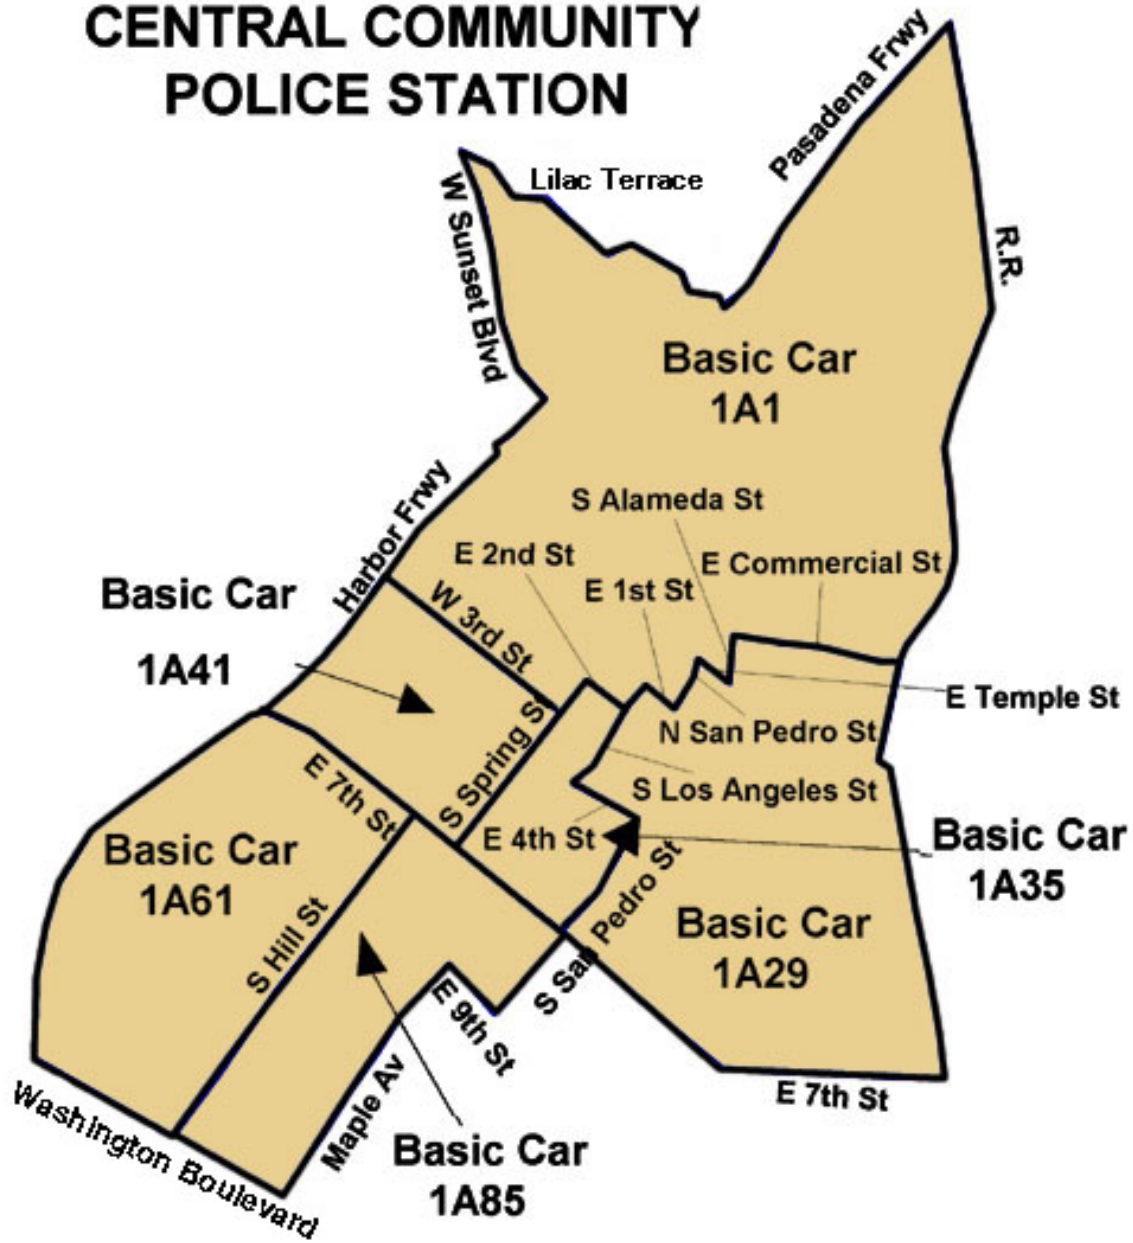 CENTRAL COMMUNITY
POLICE STATION
Pasadena Frwy
Lilac Terrace
W Sunset Blvd
R.R.
Basic Car
1A1
Harbor Frwy
S Alameda St
E 2nd St
E Commercial St
E 1st St
Basic Car
1A41
W 3rd St
E Temple St
N San Pedro St
S Spring St
S Los Angeles St
E 7th St
E 4th St
Basic Car
1A35
Basic Car
1A61
S San Pedro St
Basic Car
1A29
S Hill St
E 9th St
E 7th St
Maple Av
Washington Boulevard
Basic Car
1A85